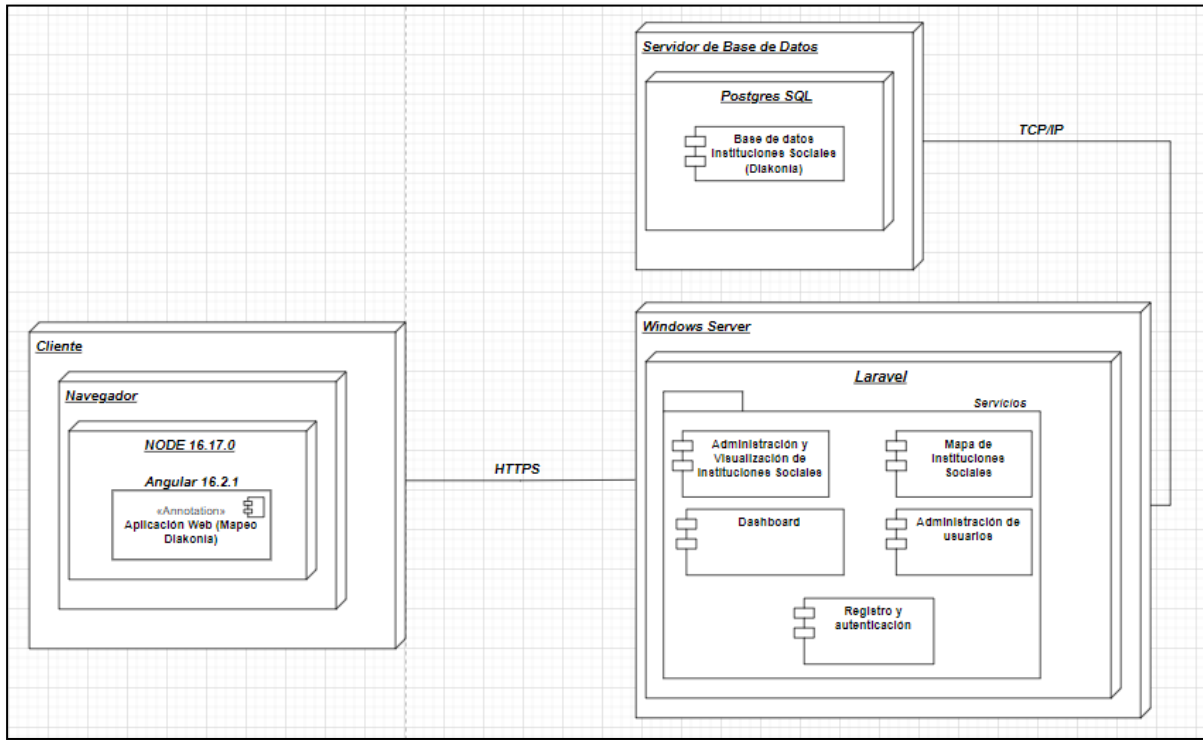 Servidor de Base de Datos
Postgres SQL
Base de datos
Instituciones Sociales
(Diakonia)
TCP/IP
Cliente
Navegador
NODE 16.17.0
Angular 16.2.1
«Annotation»
Aplicación Web (Mapeo
Diakonia)
HTTPS
Windows Server
Laravel
Servicios
Administración y
Visualización de
Instituciones Sociales
Mapa de
Instituciones
Sociales
Dashboard
Administración de
usuarios
Registro y
autenticación